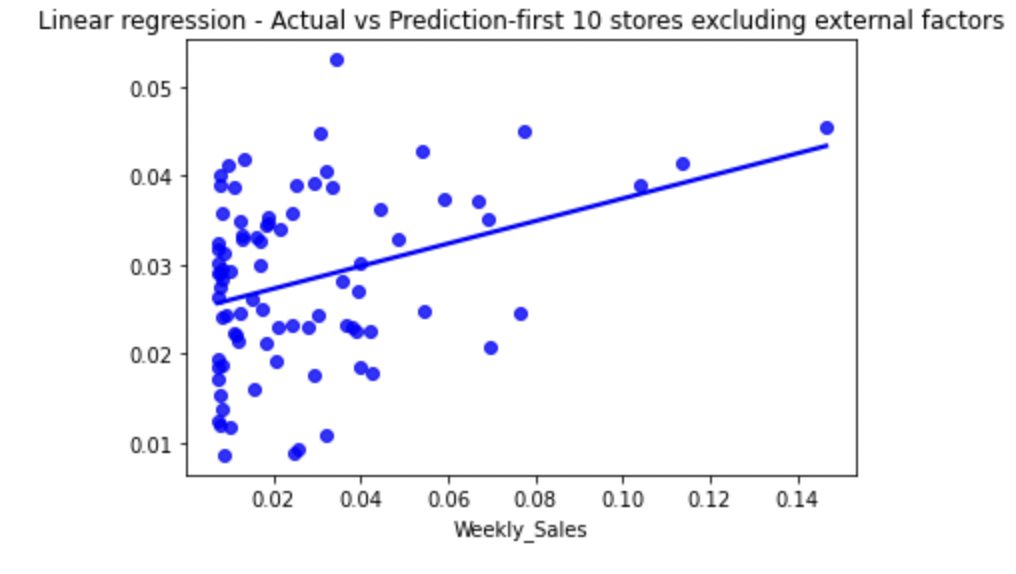 Linear regression - Actual vs Prediction-first 10 stores excluding external factors
0.05
0.04
0.03
0.02
0.01
0.02 0.04 0.06 0.08 0.10 0.12 0.14
Weekly_Sales